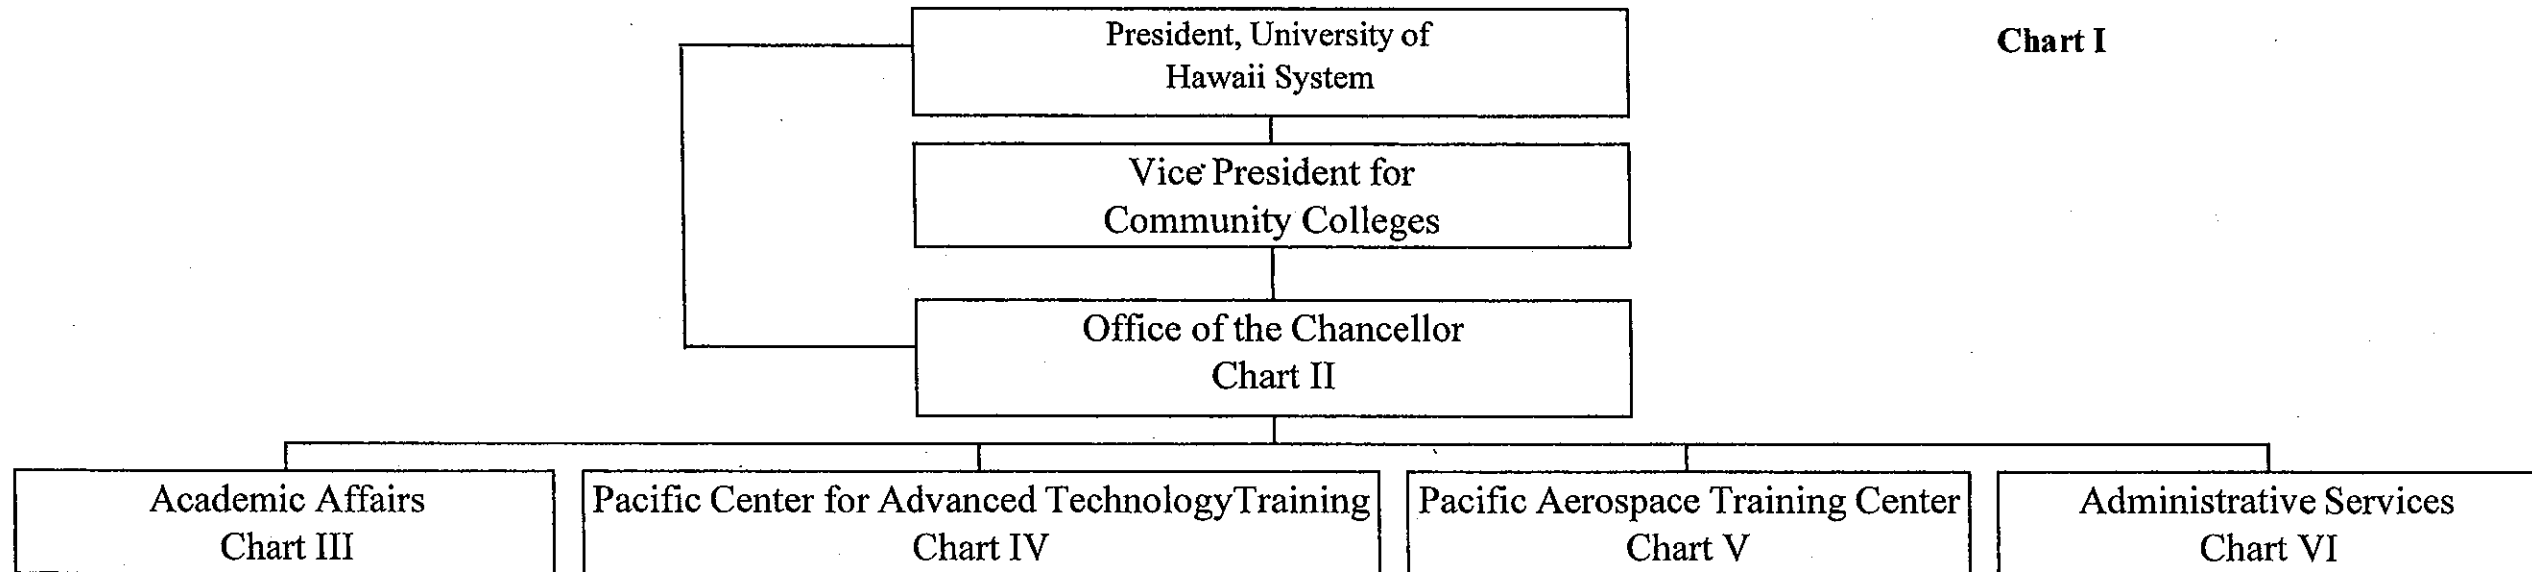 President, University of
Hawaii System
Chart I
Vice President for
Community Colleges
Office of the Chancellor
Chart II
Academic Affairs
Chart III
Pacific Center for Advanced TechnologyTraining
Chart IV
Pacific Aerospace Training Center
Chart V
Administrative Services
Chart VI